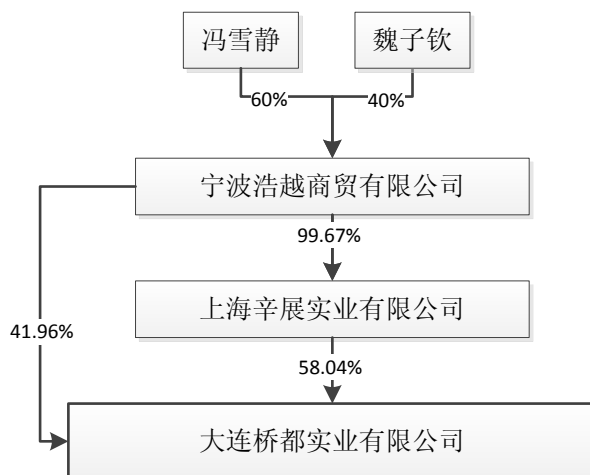 冯雪静
魏子钦
60%
40%
宁波浩越商贸有限公司
99.67%
上海辛展实业有限公司
41.96%
58.04%
大连桥都实业有限公司